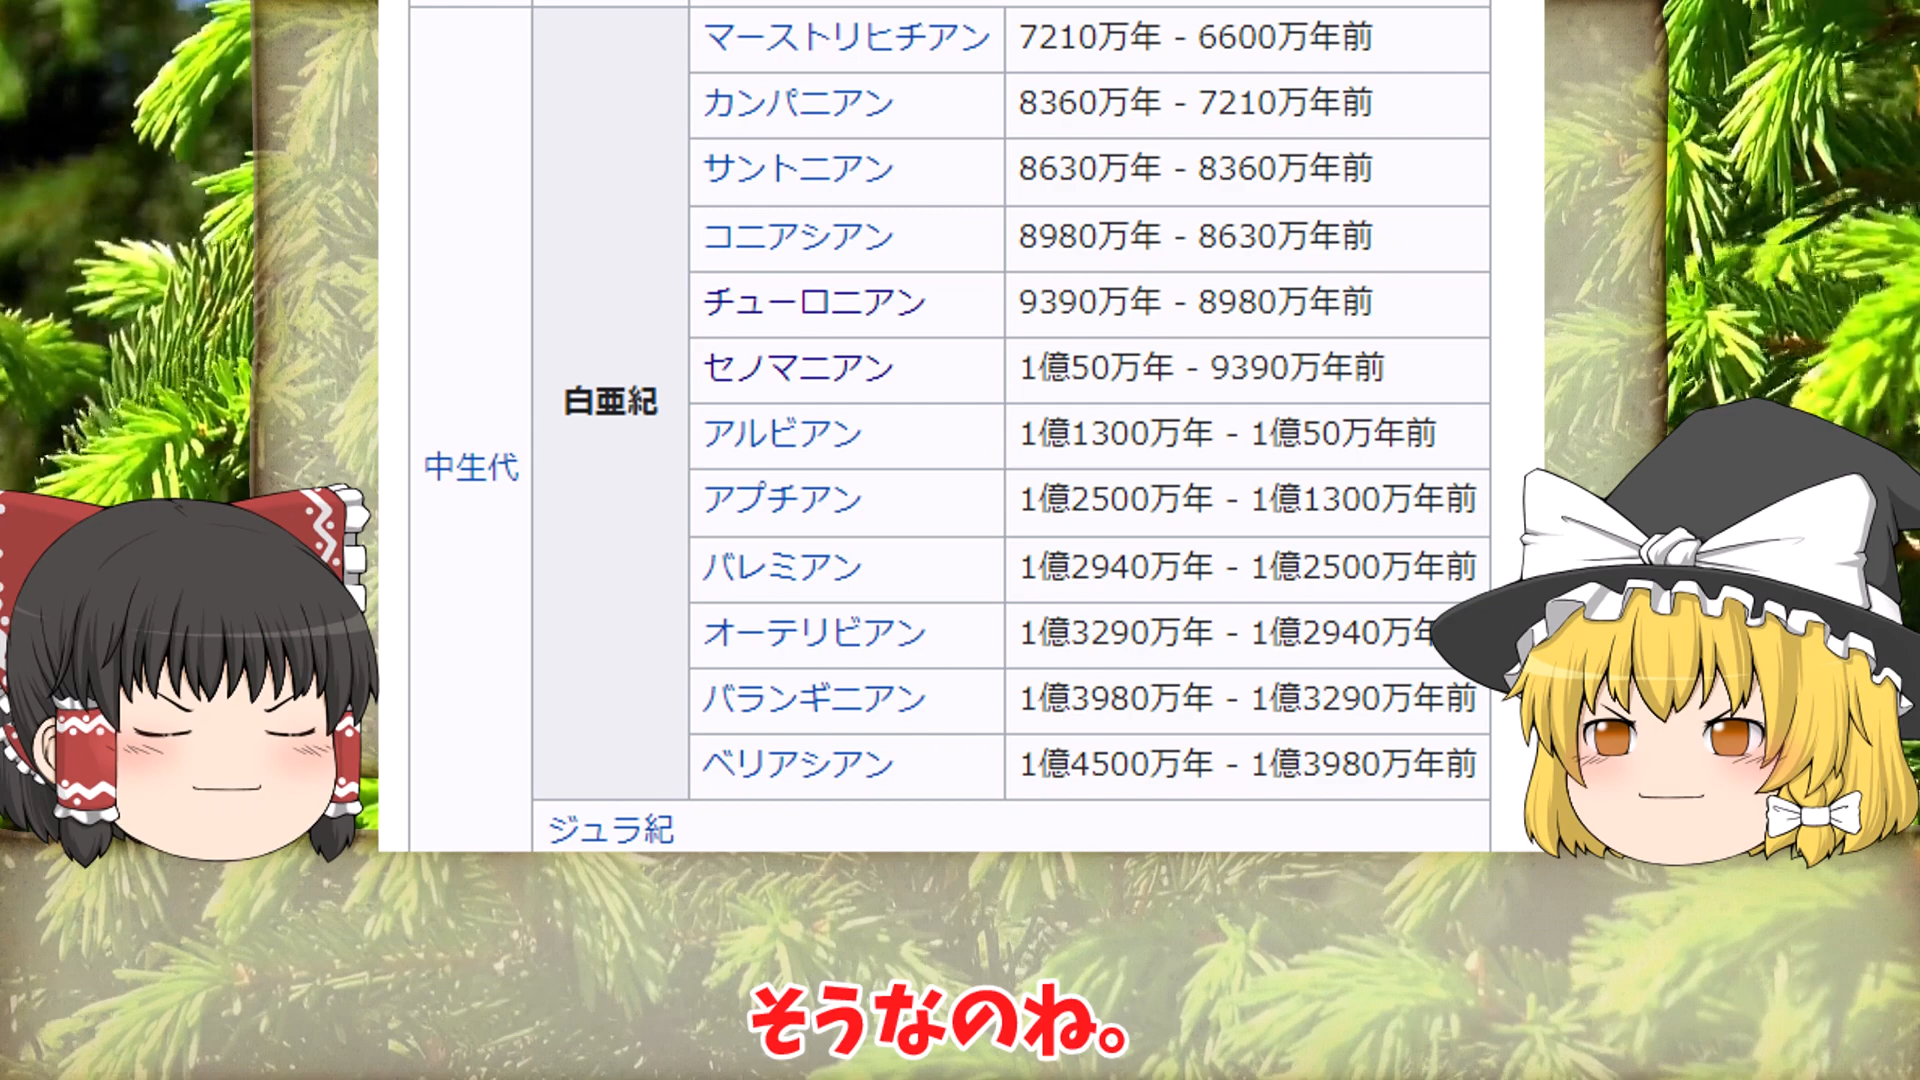 マーストリヒチアン 7210万年 - 6600万年前
カンパニアン 8360万年 - 7210万年前
サントニアン 8630万年 - 8360万年前
コニアシアン 8980万年 - 8630万年前
チューロニアン 9390万年 - 8980万年前
セノマニアン 1億50万年 - 9390万年前
白亜紀
アルビアン 1億1300万年 - 1億50万年前
中生代
アプチアン 1億2500万年 - 1億1300万年前
バレミアン 1億2940万年 - 1億2500万年前
オーテリビアン 1億3290万年 - 1億2940万年
バランギニアン 1億3980万年 - 1億3290万年前
ベリアシアン 1億4500万年 - 1億3980万年前
ジュラ紀
そうなのね。